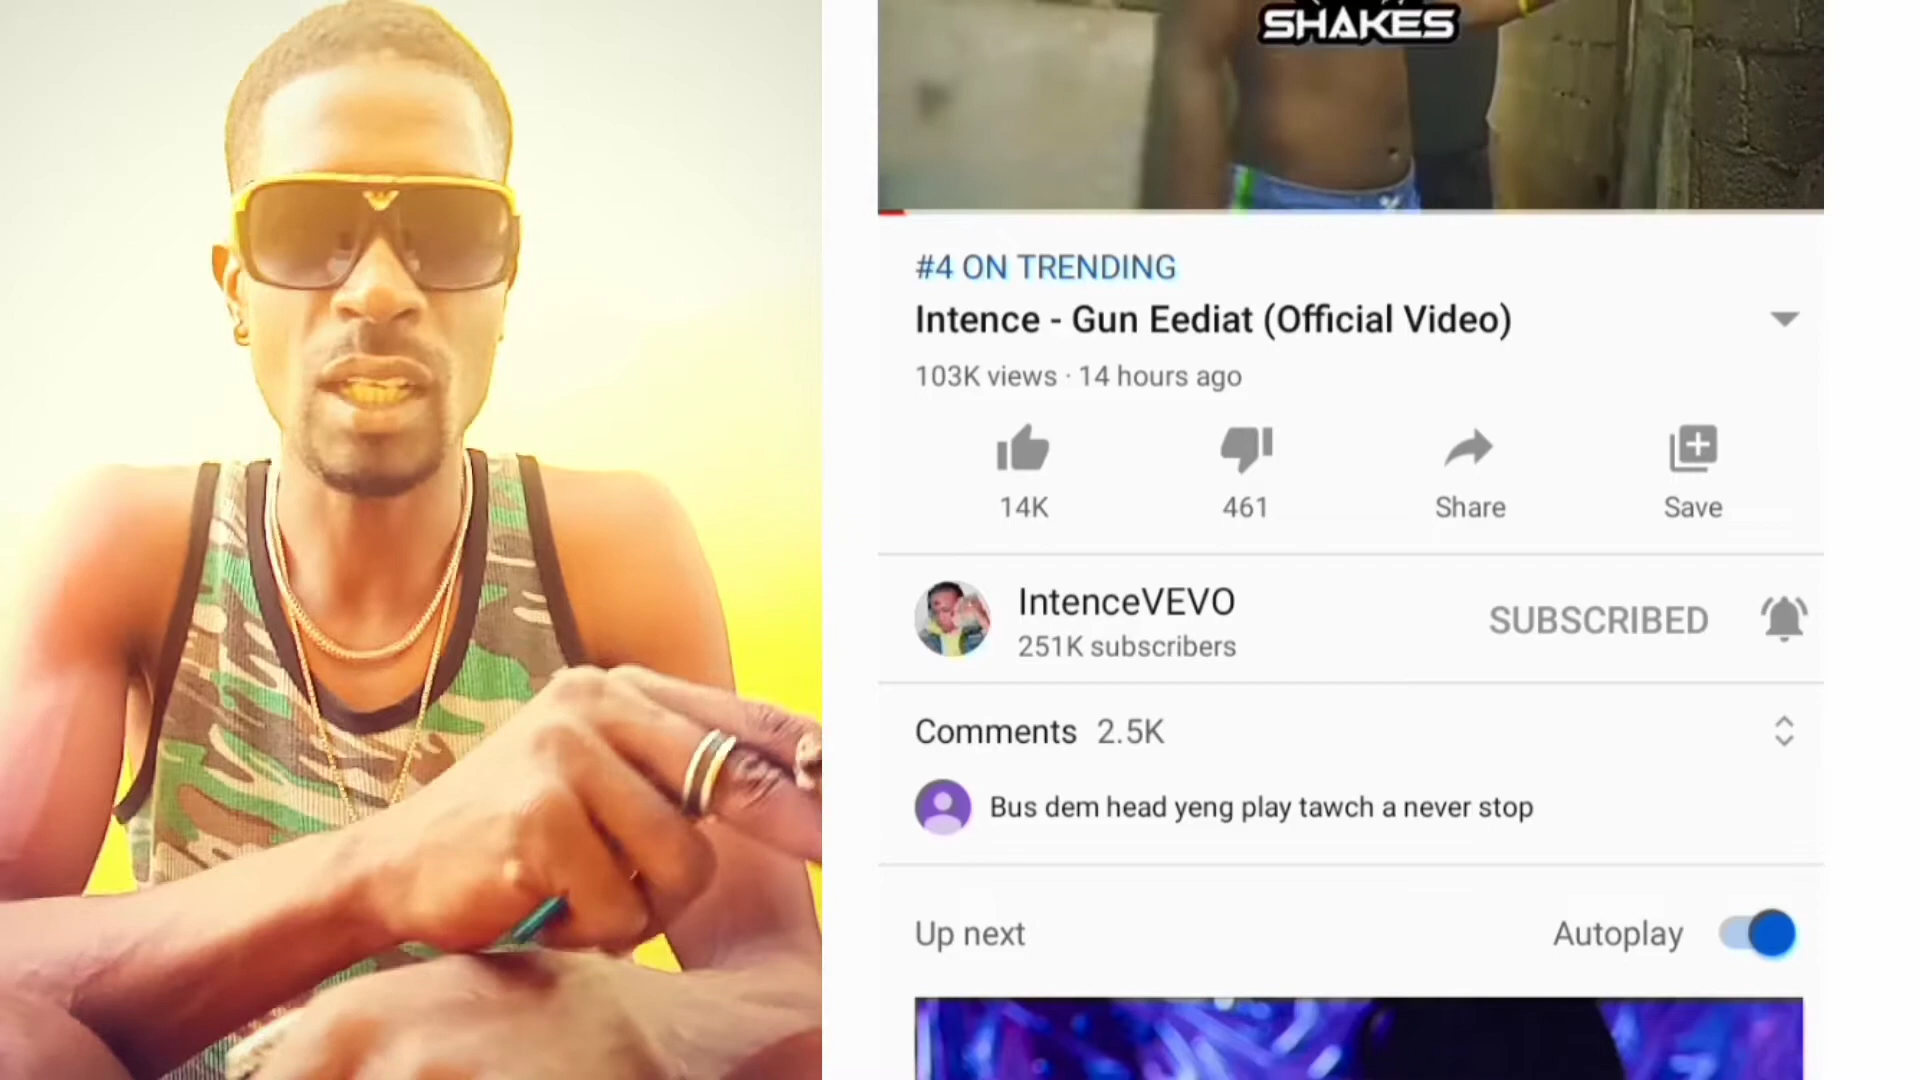 SHAKES
#4 ON TRENDING
Intence - Gun Eediat (Official Video)
103K views · 14 hours ago
14K
461
Share
Save
IntenceVEVO
251K subscribers
SUBSCRIBED
Comments 2.5K
Bus dem head yeng play tawch a never stop
Up next
Autoplay